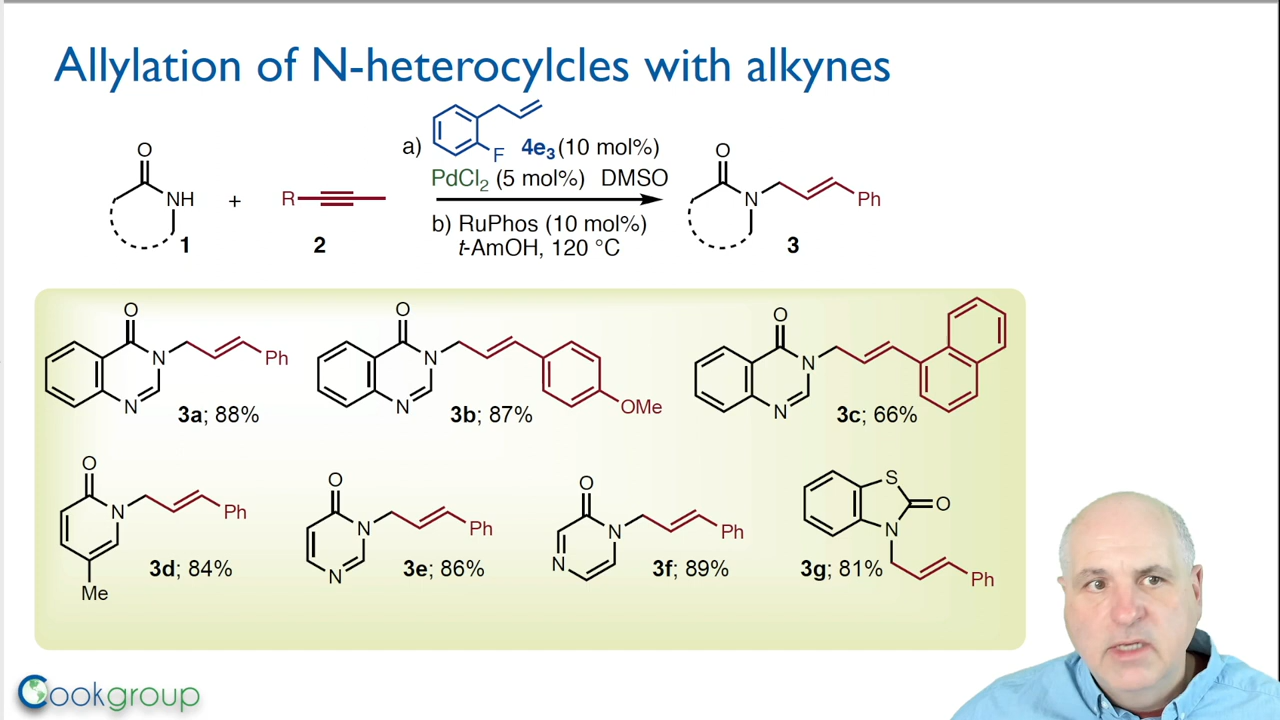 Allylation of N-heterocylcles with alkynes
O
NH
1
+
R
2
a)
F
4e3 (10 mol%)
PdCl2 (5 mol%) DMSO
b) RuPhos (10 mol%)
t-AmOH, 120 °C
O
N
Ph
3
O
N
N
Ph
3a; 88%
O
N
N
OMe
3b; 87%
O
N
N
3c; 66%
O
N
Ph
Me
3d; 84%
O
N
N
Ph
3e; 86%
O
N
N
Ph
3f; 89%
S
O
N
Ph
3g; 81%
Cookgroup